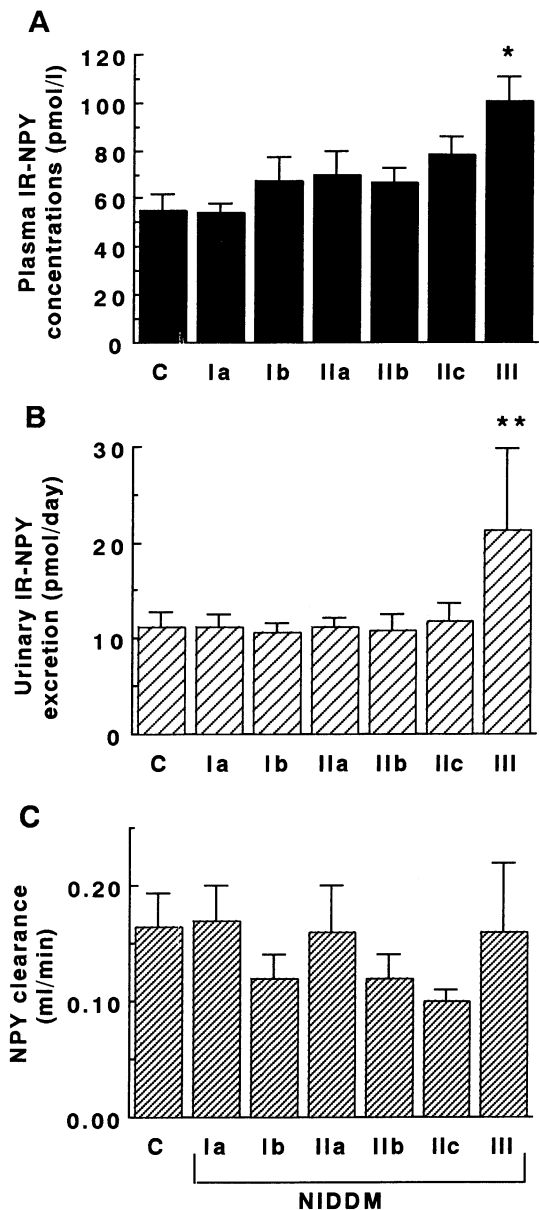 A
Plasma IR-NPY
concentrations (pmol/l)
120
100
80
60
40
20
0
*
C Ia Ib IIa IIb IIc III
B
Urinary IR-NPY
excretion (pmol/day)
30
20
10
0
**
C Ia Ib IIa IIb IIc III
C
NPY clearance
(ml/min)
0.20
0.10
0.00
C Ia Ib IIa IIb IIc III
NIDDM